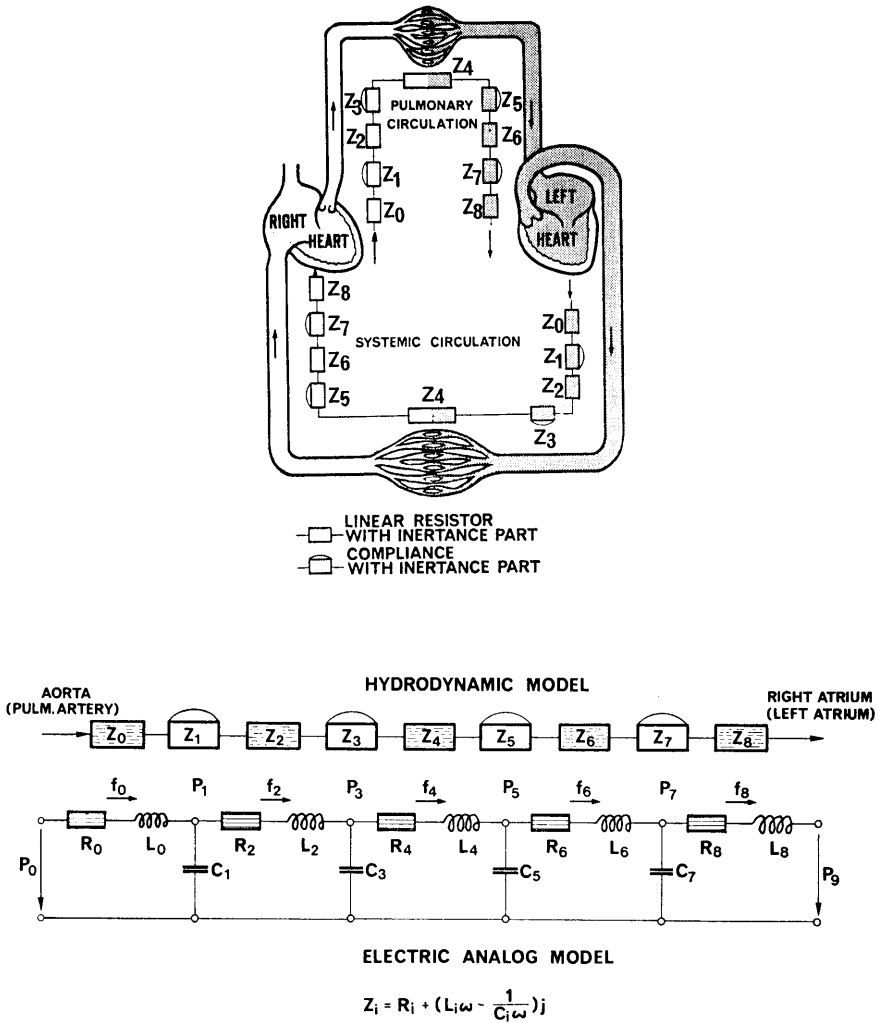 Z4
Z3
PULMONARY
CIRCULATION
Z5
Z2
Z6
Z1
Z7
Z0
Z8
RIGHT
HEART
LEFT
HEART
Z8
Z7
SYSTEMIC CIRCULATION
Z6
Z5
Z4
Z0
Z1
Z2
Z3
LINEAR RESISTOR
WITH INERTANCE PART
COMPLIANCE
WITH INERTANCE PART
HYDRODYNAMIC MODEL
AORTA
(PULM. ARTERY)
RIGHT ATRIUM
(LEFT ATRIUM)
Z0 Z1 Z2 Z3 Z4 Z5 Z6 Z7 Z8
f0 P1 f2 P3 f4 P5 f6 P7 f8
R0 L0 R2 L2 R4 L4 R6 L6 R8 L8
P0 C1 C3 C5 C7 P9
ELECTRIC ANALOG MODEL
Zi = Ri + (Liω - 1/Ciω)j